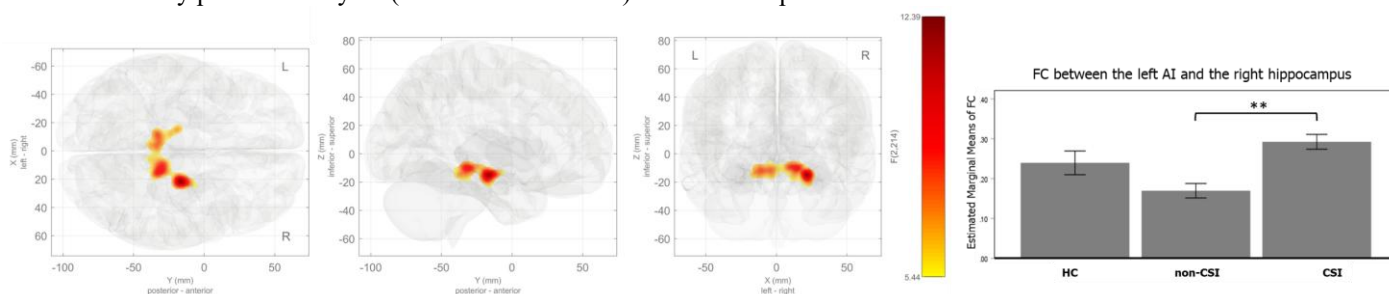 L
R
-60
-40
-20
0
20
40
60
X (mm)
left - right
-100
-50
0
50
Y (mm)
posterior - anterior
80
60
40
20
0
-20
-40
-60
Z (mm)
inferior - superior
-100
-50
0
50
Y (mm)
posterior - anterior
L
R
80
60
40
20
0
-20
-40
-60
Z (mm)
inferior - superior
-50
0
50
X (mm)
left - right
12.39
F(2,214)
5.44
FC between the left AI and the right hippocampus
Estimated Marginal Means of FC
.40
.30
.20
.10
.00
**
HC
non-CSI
CSI